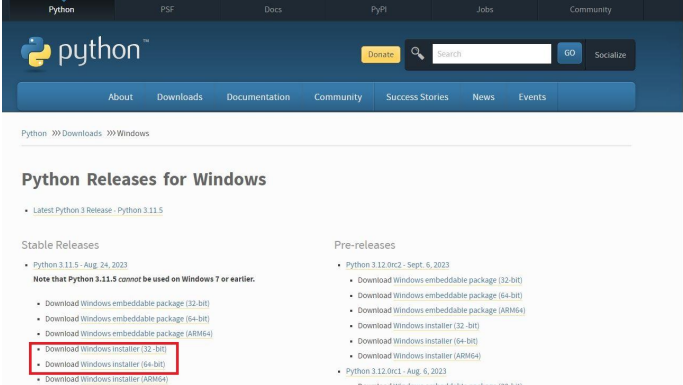 Python PSF Docs PyPI Jobs Community
python™
Donate Search GO Socialize
About Downloads Documentation Community Success Stories News Events
Python >>> Downloads >>> Windows
Python Releases for Windows
Latest Python 3 Release - Python 3.11.5
Stable Releases
Python 3.11.5 - Aug. 24, 2023
Note that Python 3.11.5 cannot be used on Windows 7 or earlier.
Download Windows embeddable package (32-bit)
Download Windows embeddable package (64-bit)
Download Windows embeddable package (ARM64)
Download Windows installer (32 -bit)
Download Windows installer (64-bit)
Download Windows installer (ARM64)
Pre-releases
Python 3.12.0rc2 - Sept. 6, 2023
Download Windows embeddable package (32-bit)
Download Windows embeddable package (64-bit)
Download Windows embeddable package (ARM64)
Download Windows installer (32 -bit)
Download Windows installer (64-bit)
Download Windows installer (ARM64)
Python 3.12.0rc1 - Aug. 6, 2023